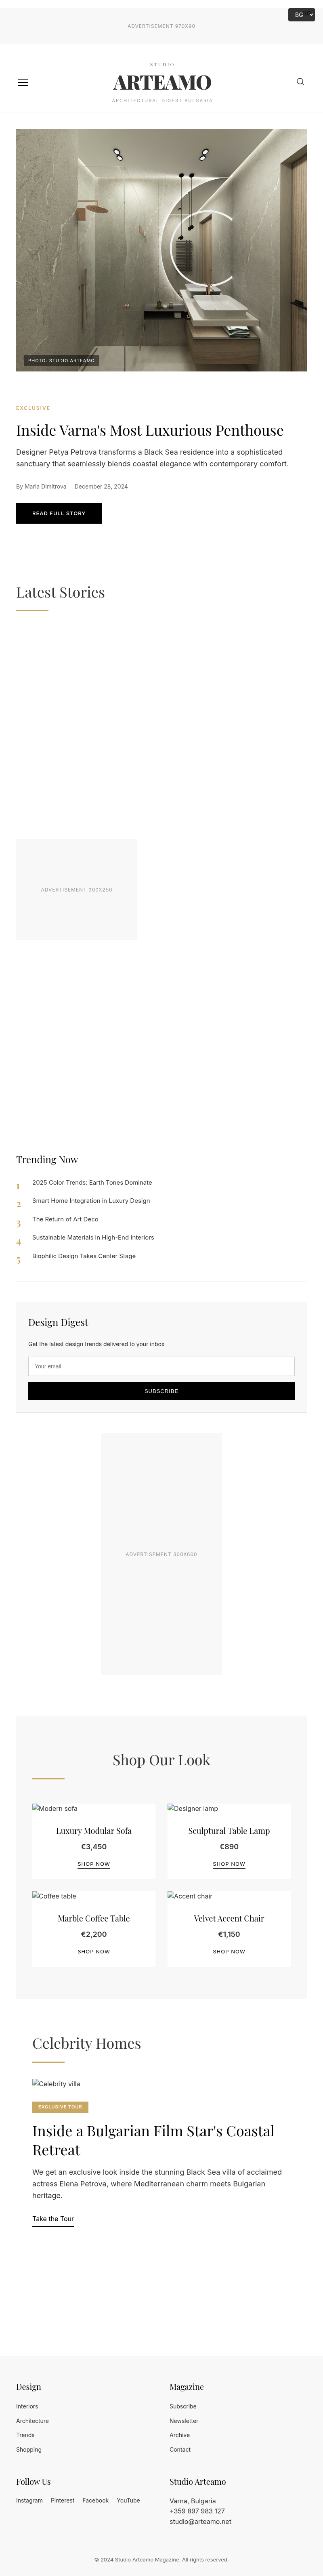 ADVERTISEMENT 970X90
BG
STUDIO
ARTEAMO
ARCHITECTURAL DIGEST BULGARIA
PHOTO: STUDIO ARTEAMO
EXCLUSIVE
Inside Varna's Most Luxurious Penthouse
Designer Petya Petrova transforms a Black Sea residence into a sophisticated
sanctuary that seamlessly blends coastal elegance with contemporary comfort.
By Maria Dimitrova December 28, 2024
READ FULL STORY
Latest Stories
ADVERTISEMENT 300X250
Trending Now
1 2025 Color Trends: Earth Tones Dominate
2 Smart Home Integration in Luxury Design
3 The Return of Art Deco
4 Sustainable Materials in High-End Interiors
5 Biophilic Design Takes Center Stage
Design Digest
Get the latest design trends delivered to your inbox
Your email
SUBSCRIBE
ADVERTISEMENT 300X600
Shop Our Look
Modern sofa
Luxury Modular Sofa
€3,450
SHOP NOW
Designer lamp
Sculptural Table Lamp
€890
SHOP NOW
Coffee table
Marble Coffee Table
€2,200
SHOP NOW
Accent chair
Velvet Accent Chair
€1,150
SHOP NOW
Celebrity Homes
Celebrity villa
EXCLUSIVE TOUR
Inside a Bulgarian Film Star's Coastal
Retreat
We get an exclusive look inside the stunning Black Sea villa of acclaimed
actress Elena Petrova, where Mediterranean charm meets Bulgarian
heritage.
Take the Tour
Design
Interiors
Architecture
Trends
Shopping
Magazine
Subscribe
Newsletter
Archive
Contact
Follow Us
Instagram Pinterest Facebook YouTube
Studio Arteamo
Varna, Bulgaria
+359 897 983 127
studio@arteamo.net
© 2024 Studio Arteamo Magazine. All rights reserved.